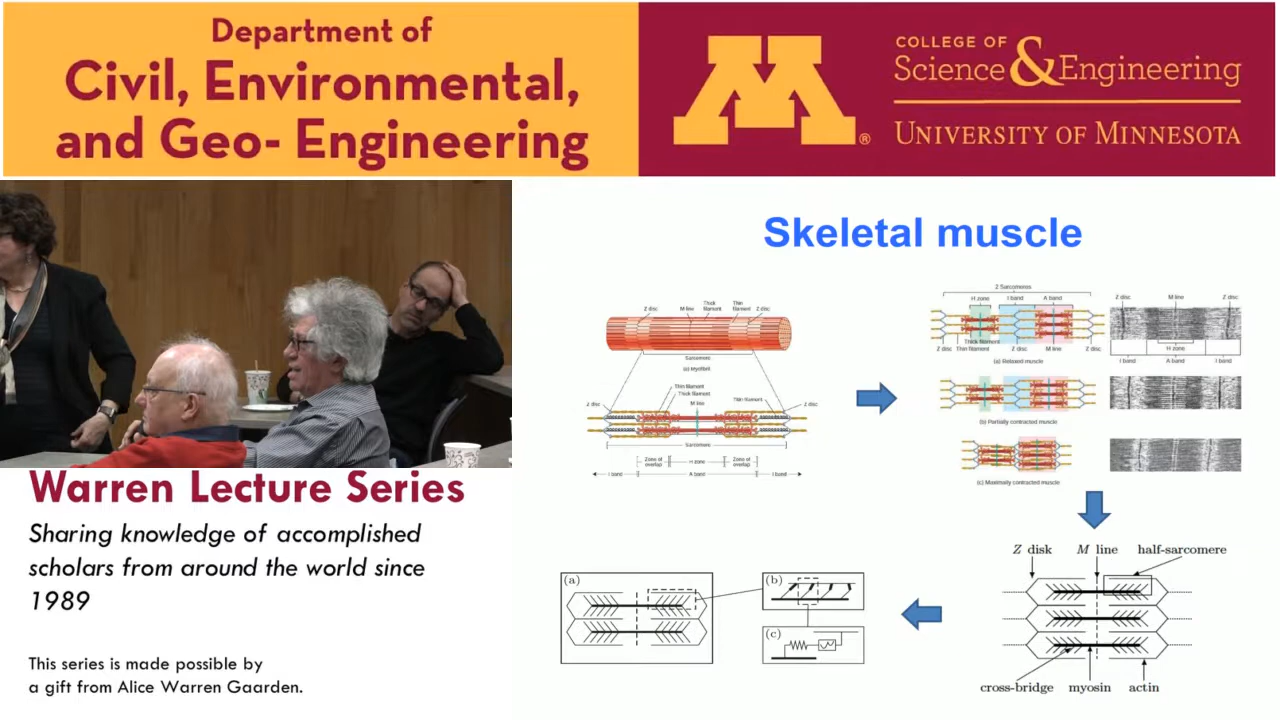 Department of
Civil, Environmental,
and Geo- Engineering
M®
COLLEGE OF
Science & Engineering
UNIVERSITY OF MINNESOTA
Warren Lecture Series
Sharing knowledge of accomplished
scholars from around the world since
1989
This series is made possible by
a gift from Alice Warren Gaarden.
Skeletal muscle
Z disc M line Thick filament Thin filament Z disc
Sarcomere
(a) Myofibril
Thin filament
Thick filament
Z disc M line Thin filament Z disc
Sarcomere
Zone of overlap H zone Zone of overlap
I band A band I band
2 Sarcomeres
H zone I band A band
Thick filament
Z disc Thin filament Z disc M line Z disc
(a) Relaxed muscle
Z disc M line Z disc
H zone
I band A band I band
(b) Partially contracted muscle
(c) Maximally contracted muscle
Z disk M line half-sarcomere
cross-bridge myosin actin
(a)
(b)
(c)